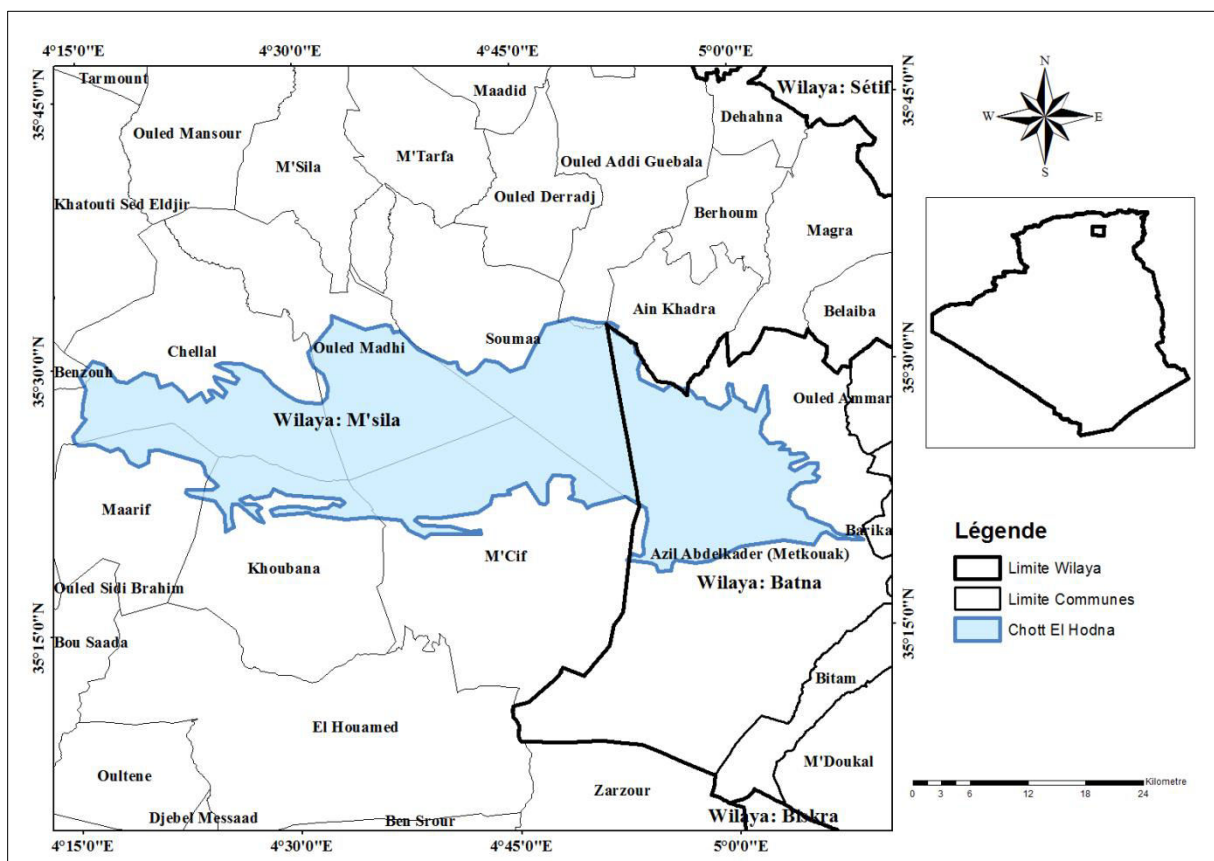 4°15'0"E 4°30'0"E 4°45'0"E 5°0'0"E
35°45'0"N
35°45'0"N
Tarmount
Maadid
Wilaya: Sétif
Dehahna
Ouled Mansour
M'Sila
M'Tarfa
Ouled Addi Guebala
Ouled Derradj
Khatouti Sed Eldjir
Berhoum
Magra
Ain Khadra
Belaiba
Soumaa
Ouled Madhi
Chellal
35°30'0"N
35°30'0"N
Benzouh
Ouled Ammar
Wilaya: M'sila
Maarif
Barika
M'Cif
Azil Abdelkader (Metkouak)
Khoubana
Wilaya: Batna
Ouled Sidi Brahim
Bou Saada
35°15'0"N
35°15'0"N
Bitam
El Houamed
M'Doukal
Oultene
Zarzour
Djebel Messaad
Ben Srour
Wilaya: Biskra
4°15'0"E 4°30'0"E 4°45'0"E 5°0'0"E
N
W E
S
Légende
Limite Wilaya
Limite Communes
Chott El Hodna
Kilometre
0 3 6 12 18 24